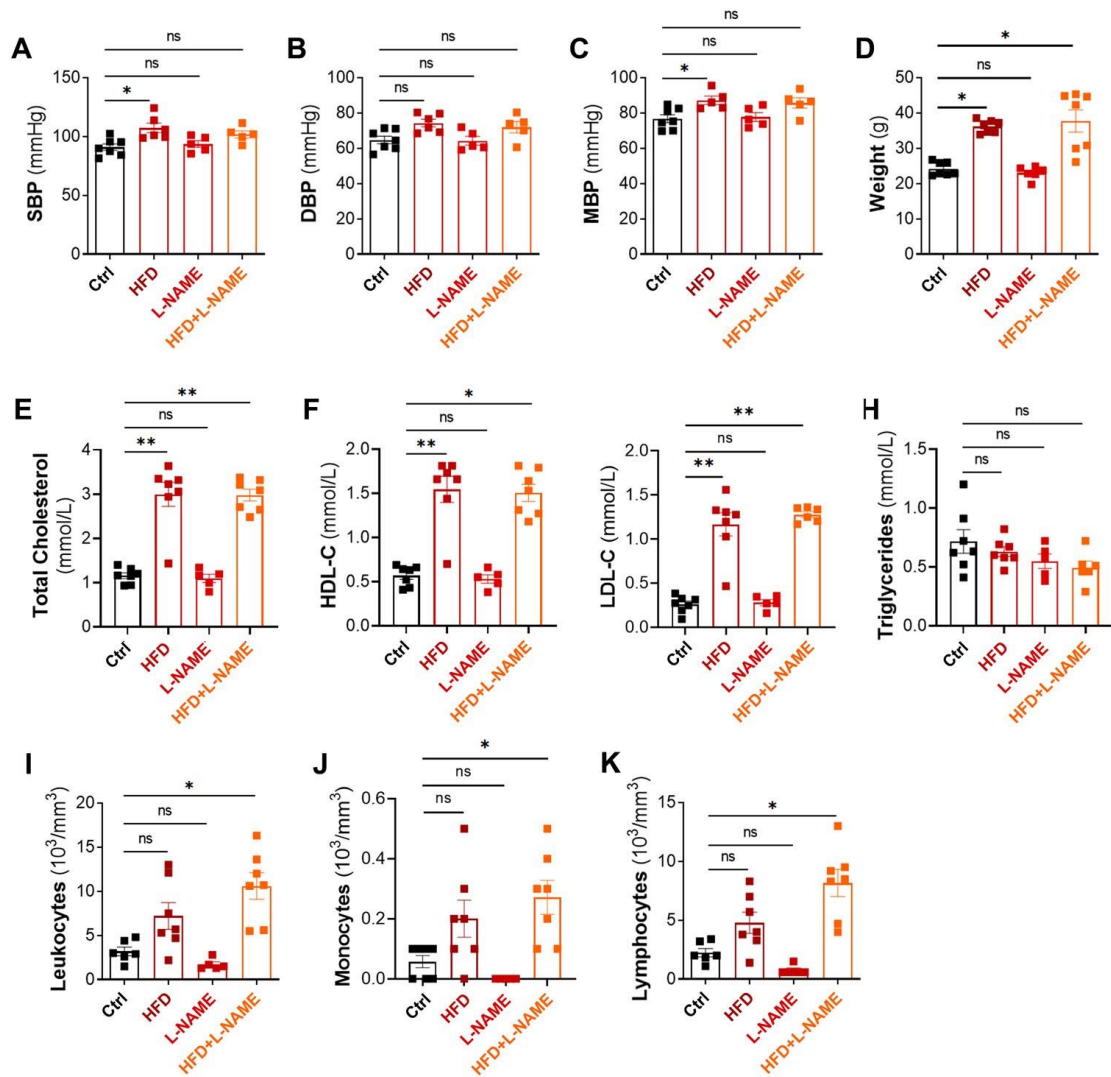 A
ns
ns
*
SBP (mmHg)
150
100
50
0
Ctrl
HFD
L-NAME
HFD+L-NAME
B
ns
ns
ns
DBP (mmHg)
100
80
60
40
20
0
Ctrl
HFD
L-NAME
HFD+L-NAME
C
ns
ns
*
MBP (mmHg)
100
80
60
40
20
0
Ctrl
HFD
L-NAME
HFD+L-NAME
D
*
ns
*
Weight (g)
50
40
30
20
10
0
Ctrl
HFD
L-NAME
HFD+L-NAME
E
**
ns
**
Total Cholesterol
(mmol/L)
4
3
2
1
0
Ctrl
HFD
L-NAME
HFD+L-NAME
F
*
ns
**
HDL-C (mmol/L)
2.0
1.5
1.0
0.5
0.0
Ctrl
HFD
L-NAME
HFD+L-NAME
**
ns
**
LDL-C (mmol/L)
2.0
1.5
1.0
0.5
0.0
Ctrl
HFD
L-NAME
HFD+L-NAME
H
ns
ns
ns
Triglycerides (mmol/L)
1.5
1.0
0.5
0.0
Ctrl
HFD
L-NAME
HFD+L-NAME
I
*
ns
ns
Leukocytes (10³/mm³)
20
15
10
5
0
Ctrl
HFD
L-NAME
HFD+L-NAME
J
*
ns
ns
Monocytes (10³/mm³)
0.6
0.4
0.2
0.0
Ctrl
HFD
L-NAME
HFD+L-NAME
K
*
ns
ns
Lymphocytes (10³/mm³)
15
10
5
0
Ctrl
HFD
L-NAME
HFD+L-NAME